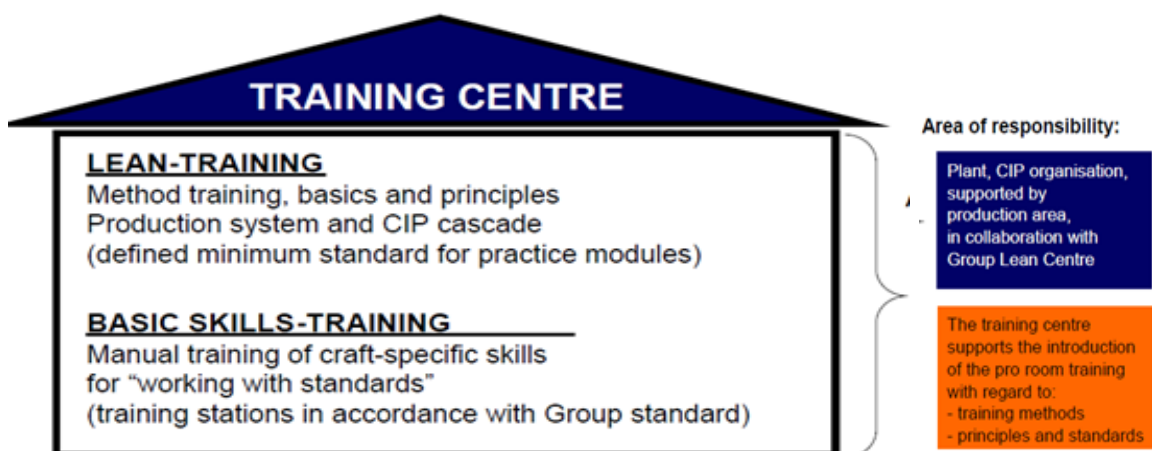 TRAINING CENTRE
LEAN-TRAINING
Method training, basics and principles
Production system and CIP cascade
(defined minimum standard for practice modules)
BASIC SKILLS-TRAINING
Manual training of craft-specific skills
for “working with standards”
(training stations in accordance with Group standard)
Area of responsibility:
Plant, CIP organisation,
supported by
production area,
in collaboration with
Group Lean Centre
The training centre
supports the introduction
of the pro room training
with regard to:
- training methods
- principles and standards